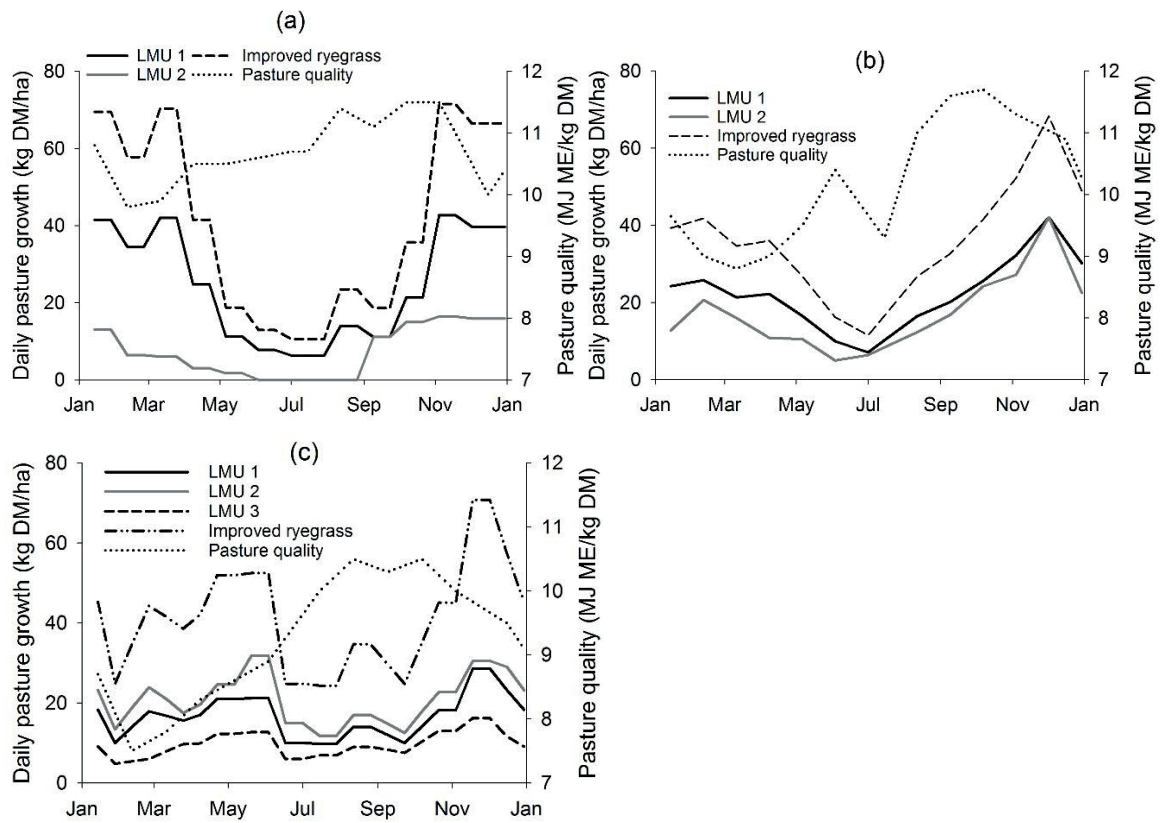 (a)
LMU 1 Improved ryegrass
LMU 2 Pasture quality
Daily pasture growth (kg DM/ha)
80
60
40
20
0
12
11
10
9
8
7
Pasture quality (MJ ME/kg DM)
Jan Mar May Jul Sep Nov Jan
(b)
LMU 1
LMU 2
Improved ryegrass
Pasture quality
Daily pasture growth (kg DM/ha)
80
60
40
20
0
12
11
10
9
8
7
Pasture quality (MJ ME/kg DM)
Jan Mar May Jul Sep Nov Jan
(c)
LMU 1
LMU 2
LMU 3
Improved ryegrass
Pasture quality
Daily pasture growth (kg DM/ha)
80
60
40
20
0
12
11
10
9
8
7
Pasture quality (MJ ME/kg DM)
Jan Mar May Jul Sep Nov Jan